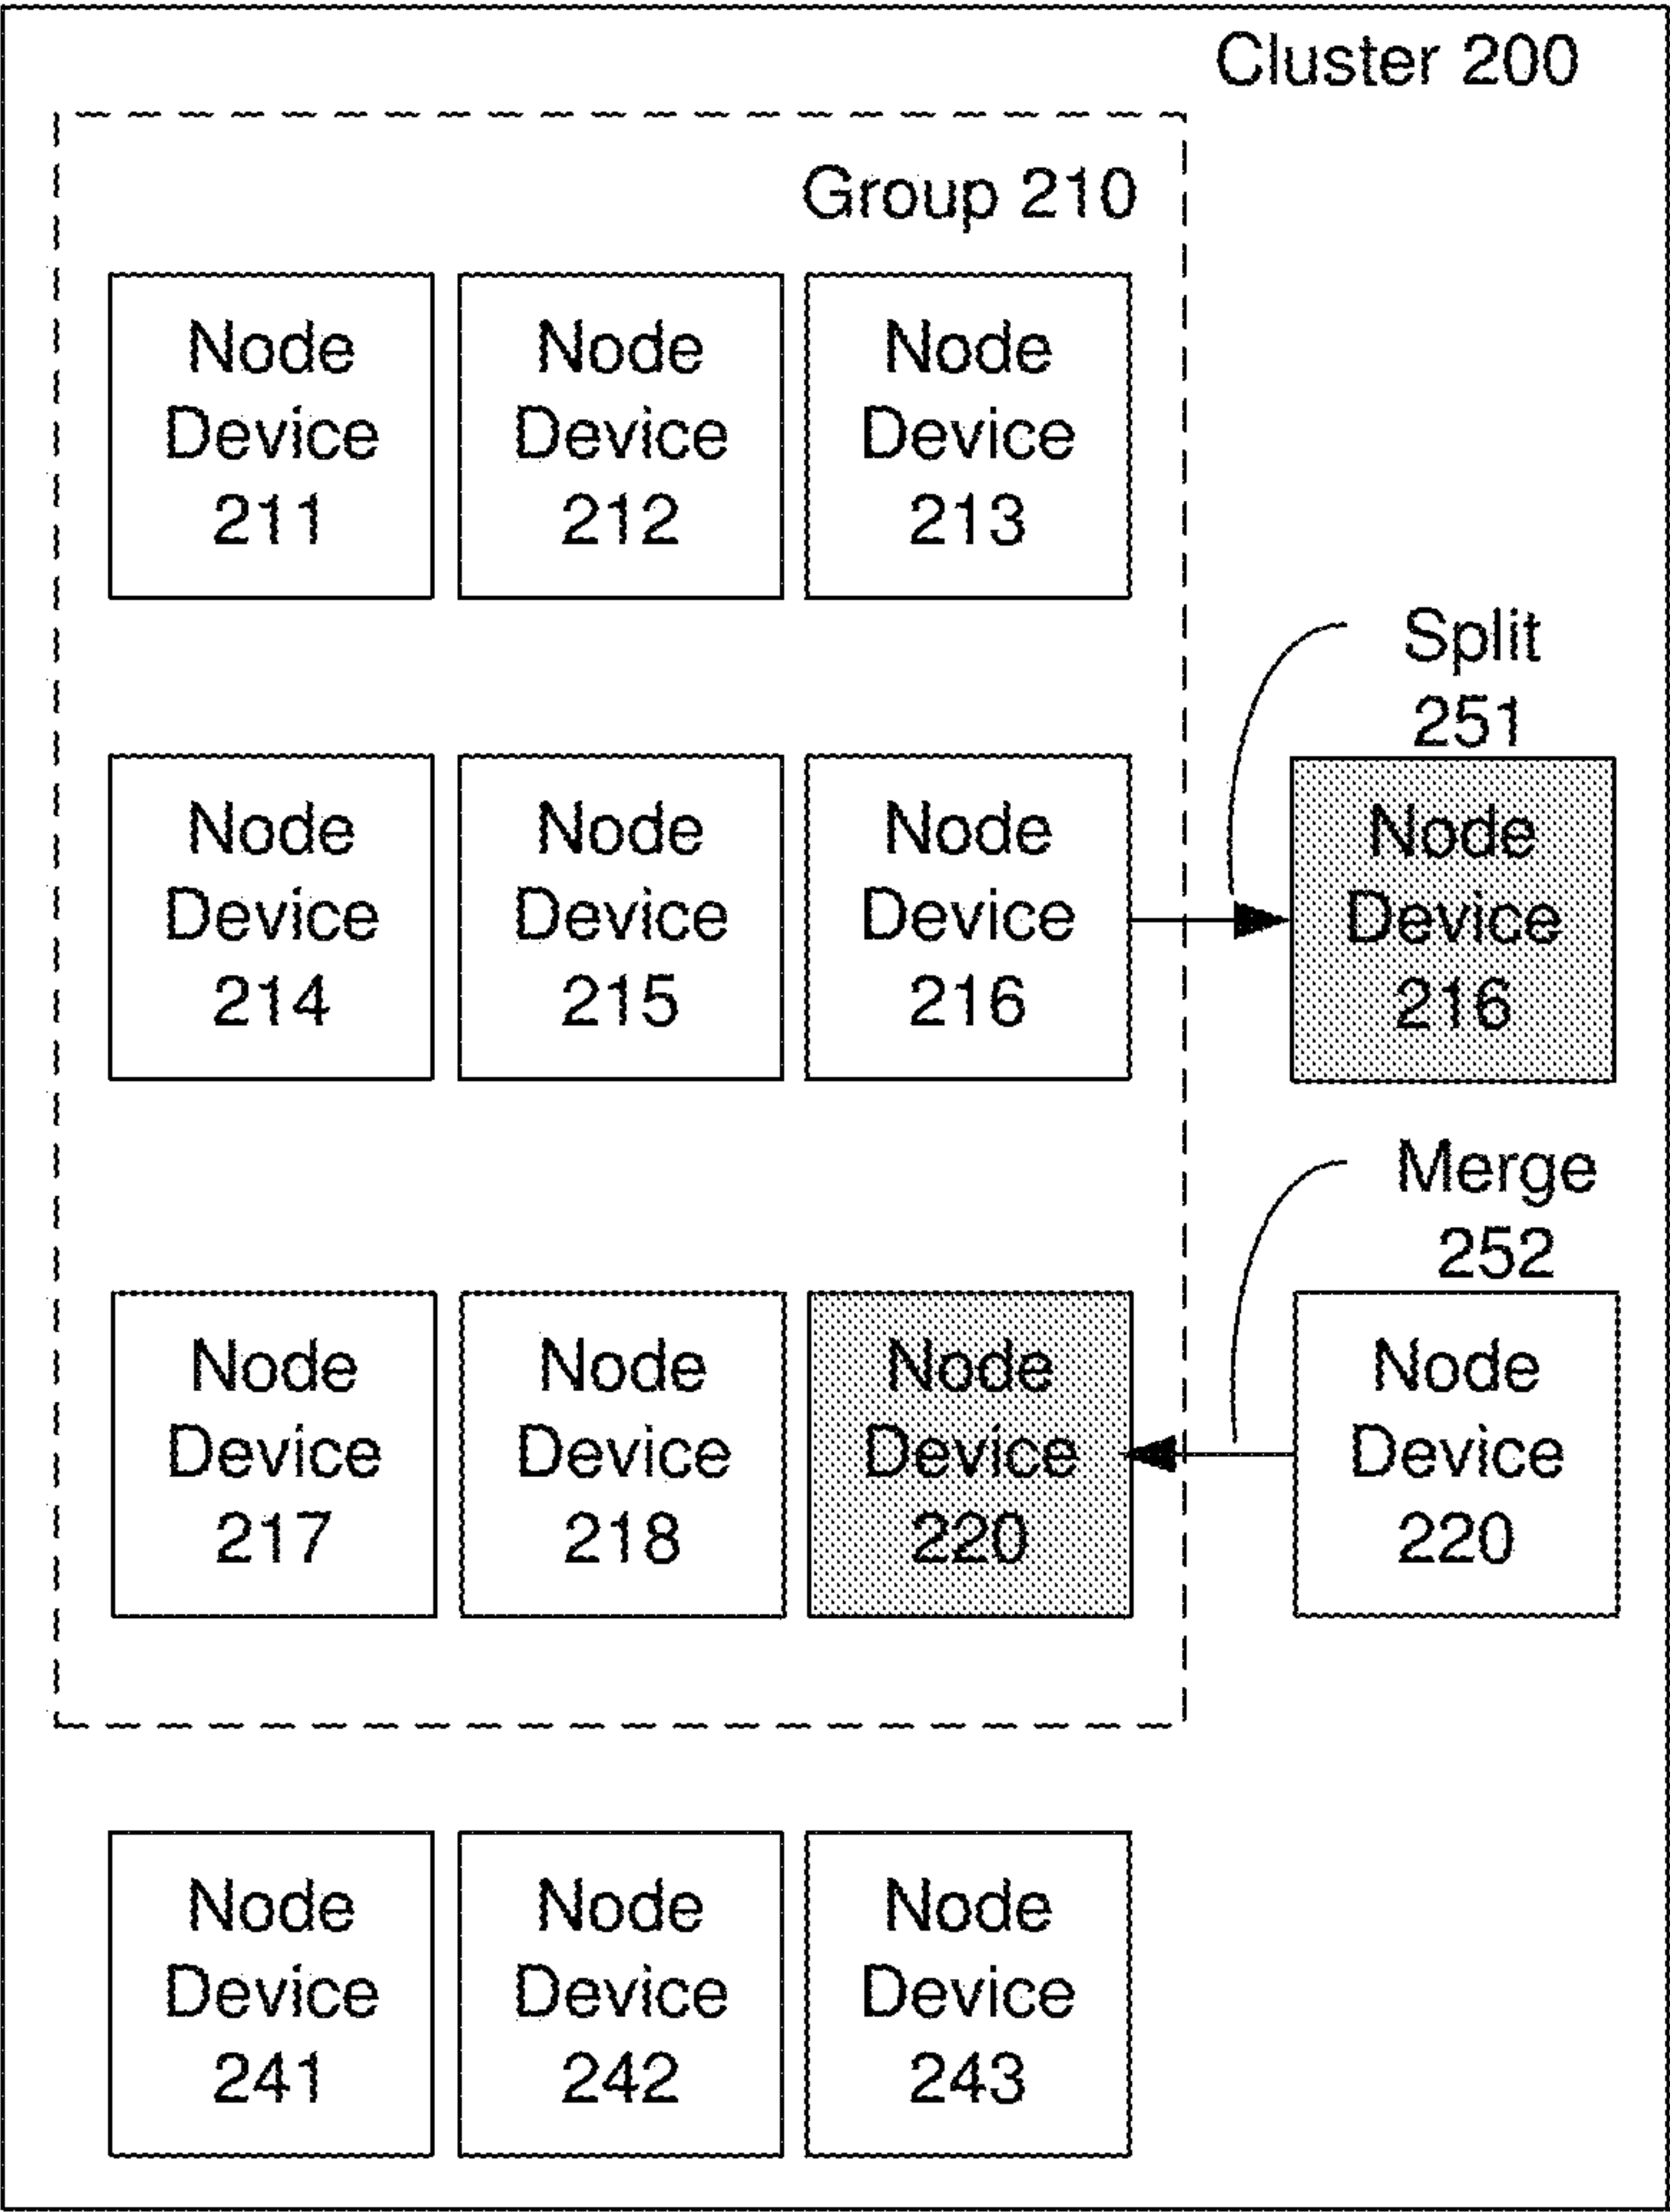 Cluster 200
Group 210
Node
Device
211
Node
Device
212
Node
Device
213
Split
251
Node
Device
214
Node
Device
215
Node
Device
216
Node
Device
216
Merge
252
Node
Device
217
Node
Device
218
Node
Device
220
Node
Device
220
Node
Device
241
Node
Device
242
Node
Device
243